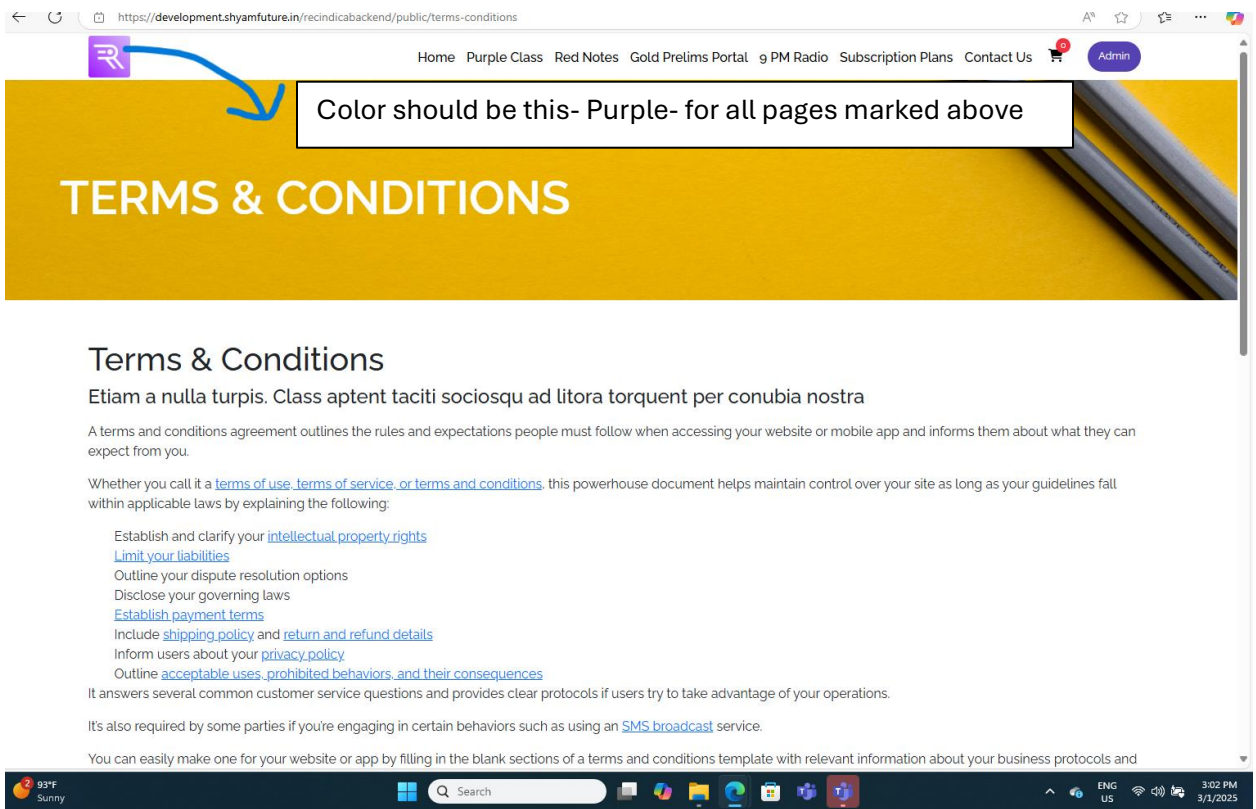 https://development.shyamfuture.in/recindicabackend/public/terms-conditions
Home Purple Class Red Notes Gold Prelims Portal 9 PM Radio Subscription Plans Contact Us 0 Admin
Color should be this- Purple- for all pages marked above
TERMS & CONDITIONS
Terms & Conditions
Etiam a nulla turpis. Class aptent taciti sociosqu ad litora torquent per conubia nostra
A terms and conditions agreement outlines the rules and expectations people must follow when accessing your website or mobile app and informs them about what they can
expect from you.
Whether you call it a terms of use, terms of service, or terms and conditions, this powerhouse document helps maintain control over your site as long as your guidelines fall
within applicable laws by explaining the following:
Establish and clarify your intellectual property rights
Limit your liabilities
Outline your dispute resolution options
Disclose your governing laws
Establish payment terms
Include shipping policy and return and refund details
Inform users about your privacy policy
Outline acceptable uses, prohibited behaviors, and their consequences
It answers several common customer service questions and provides clear protocols if users try to take advantage of your operations.
It's also required by some parties if you're engaging in certain behaviors such as using an SMS broadcast service.
You can easily make one for your website or app by filling in the blank sections of a terms and conditions template with relevant information about your business protocols and
2 93°F Search ENG 3:02 PM
Sunny US 3/1/2025